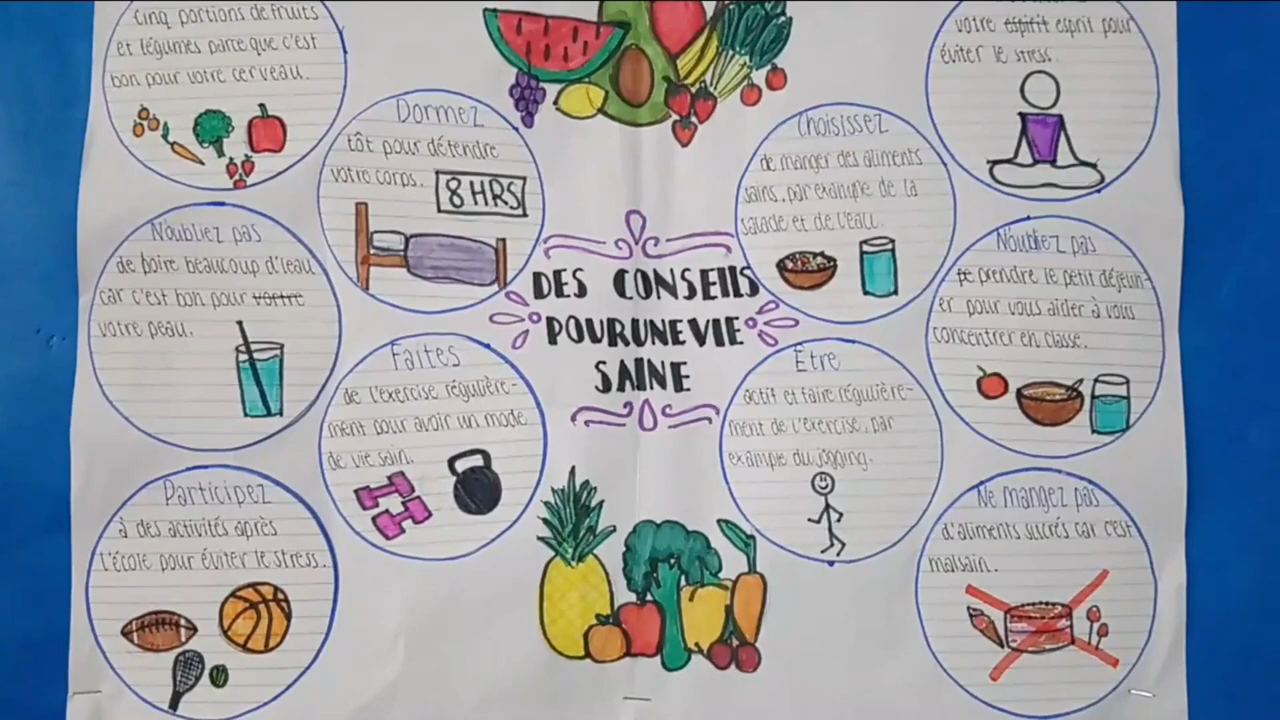 cinq portions de fruits
et légumes parce que c'est
bon pour votre cerveau.
Dormez
tôt pour détendre
votre corps.
8 HRS
N'oubliez pas
de boire beaucoup d'eau
car c'est bon pour vortre
votre peau.
Faites
de l'exercise régulière-
ment pour avoir un mode
de vie sain.
Participez
à des activités après
l'école pour éviter le stress.
DES CONSEILS
POUR UNE VIE
SAINE
votre espirit esprit pour
éviter le stress.
Choisissez
de manger des aliments
sains, par example de la
salade et de l'eau.
N'oubliez pas
prendre le petit déjeun-
er pour vous aider à vous
concentrer en classe.
Être
actif et faire régulière-
ment de l'exercise, par
example du jogging.
Ne mangez pas
d'aliments sucrés car c'est
malsain.